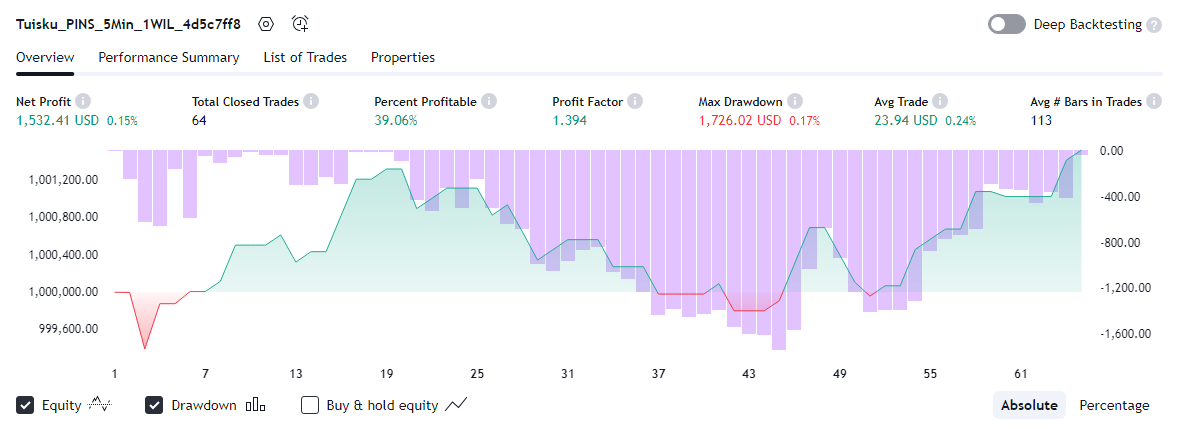 Tuisku_PINS_5Min_1WIL_4d5c7ff8 Deep Backtesting ?
Overview Performance Summary List of Trades Properties
Net Profit i Total Closed Trades i Percent Profitable i Profit Factor i Max Drawdown i Avg Trade i Avg # Bars in Trades i
1,532.41 USD 0.15% 64 39.06% 1.394 1,726.02 USD 0.17% 23.94 USD 0.24% 113
0.00
1,001,200.00
-400.00
1,000,800.00
-800.00
1,000,400.00
-1,200.00
1,000,000.00
999,600.00
-1,600.00
1 7 13 19 25 31 37 43 49 55 61
Equity Drawdown Buy & hold equity Absolute Percentage